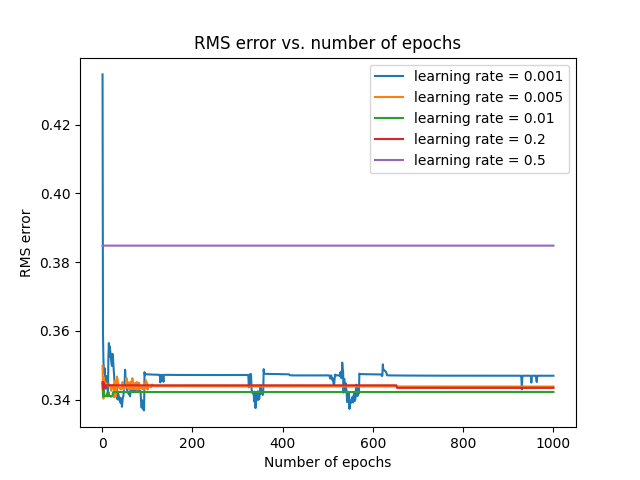 RMS error vs. number of epochs
learning rate = 0.001
learning rate = 0.005
learning rate = 0.01
learning rate = 0.2
learning rate = 0.5
0.42
0.40
0.38
0.36
0.34
RMS error
0 200 400 600 800 1000
Number of epochs